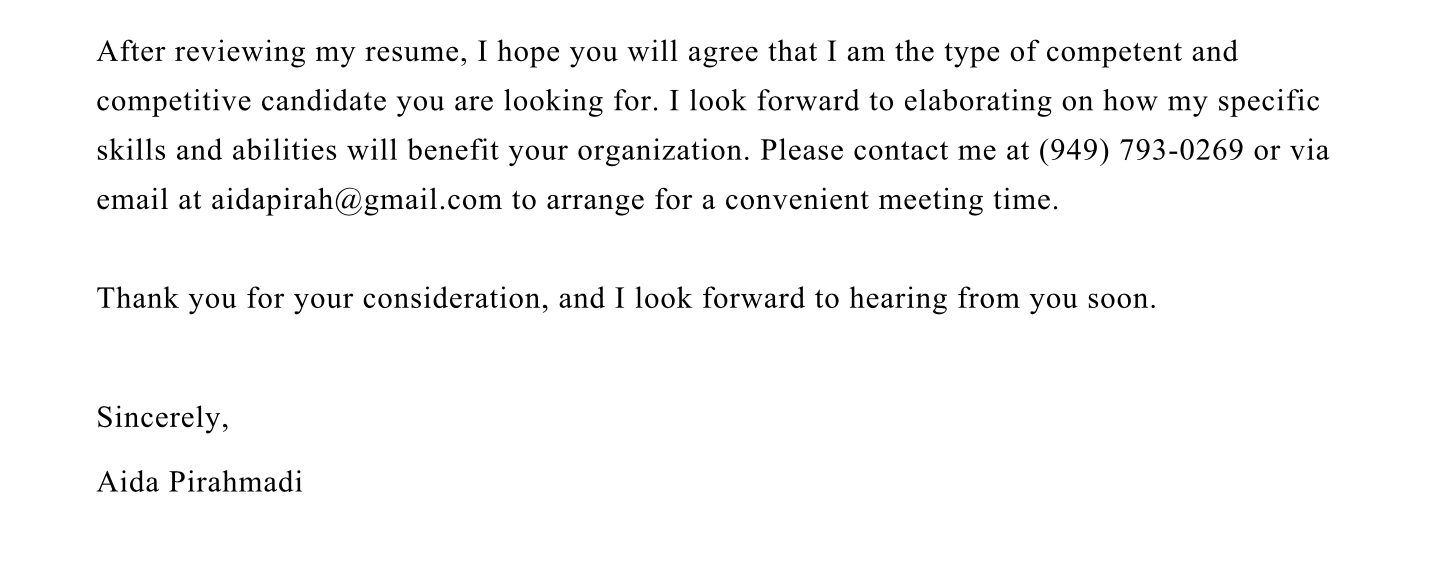 After reviewing my resume, I hope you will agree that I am the type of competent and
competitive candidate you are looking for. I look forward to elaborating on how my specific
skills and abilities will benefit your organization. Please contact me at (949) 793-0269 or via
email at aidapirah@gmail.com to arrange for a convenient meeting time.
Thank you for your consideration, and I look forward to hearing from you soon.
Sincerely,
Aida Pirahmadi